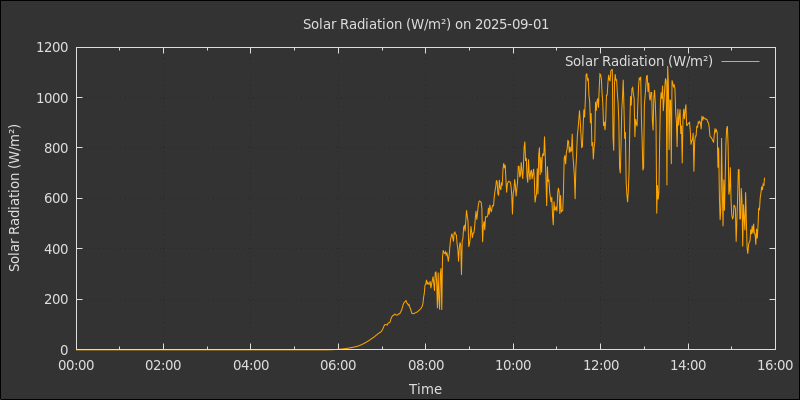 Solar Radiation (W/m²) on 2025-09-01
Solar Radiation (W/m²)
Solar Radiation (W/m²)
1200
1000
800
600
400
200
0
00:00 02:00 04:00 06:00 08:00 10:00 12:00 14:00 16:00
Time